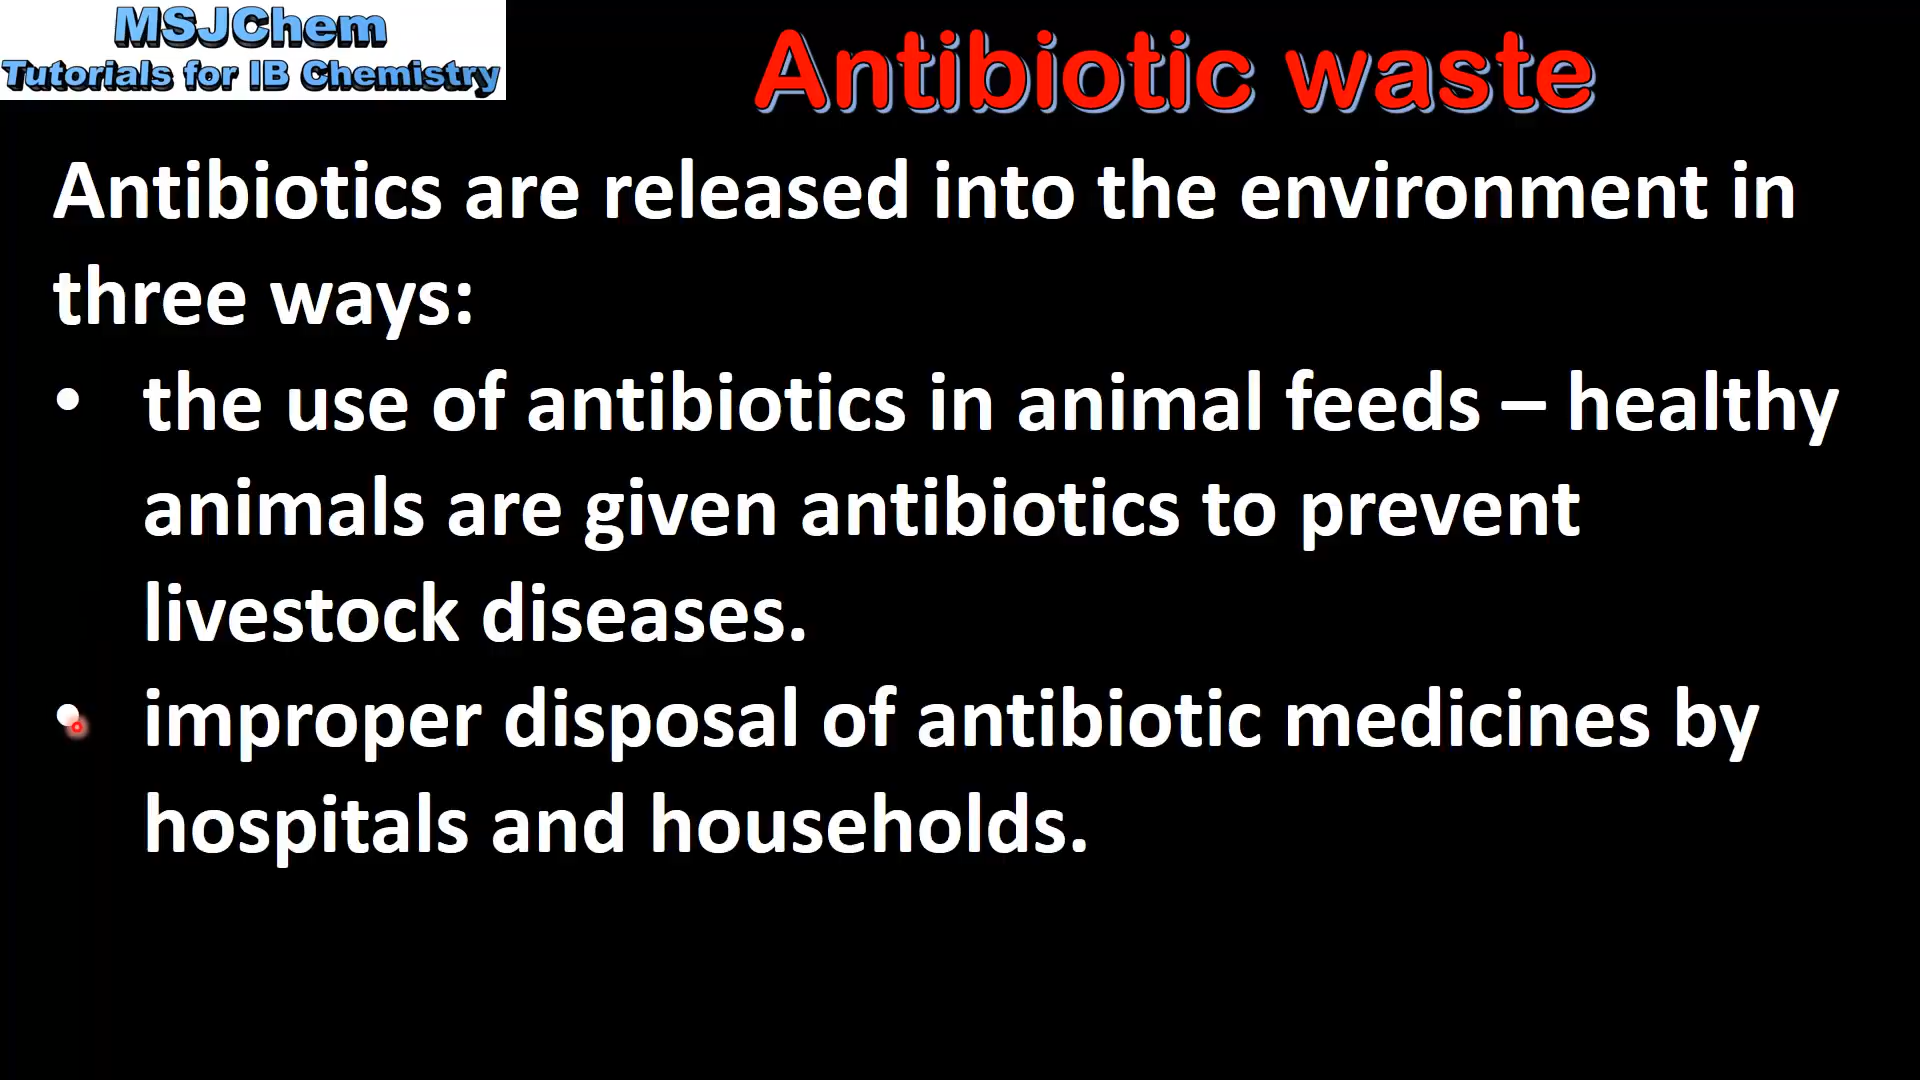 MSJChem
Tutorials for IB Chemistry
Antibiotic waste
Antibiotics are released into the environment in
three ways:
• the use of antibiotics in animal feeds – healthy
animals are given antibiotics to prevent
livestock diseases.
• improper disposal of antibiotic medicines by
hospitals and households.